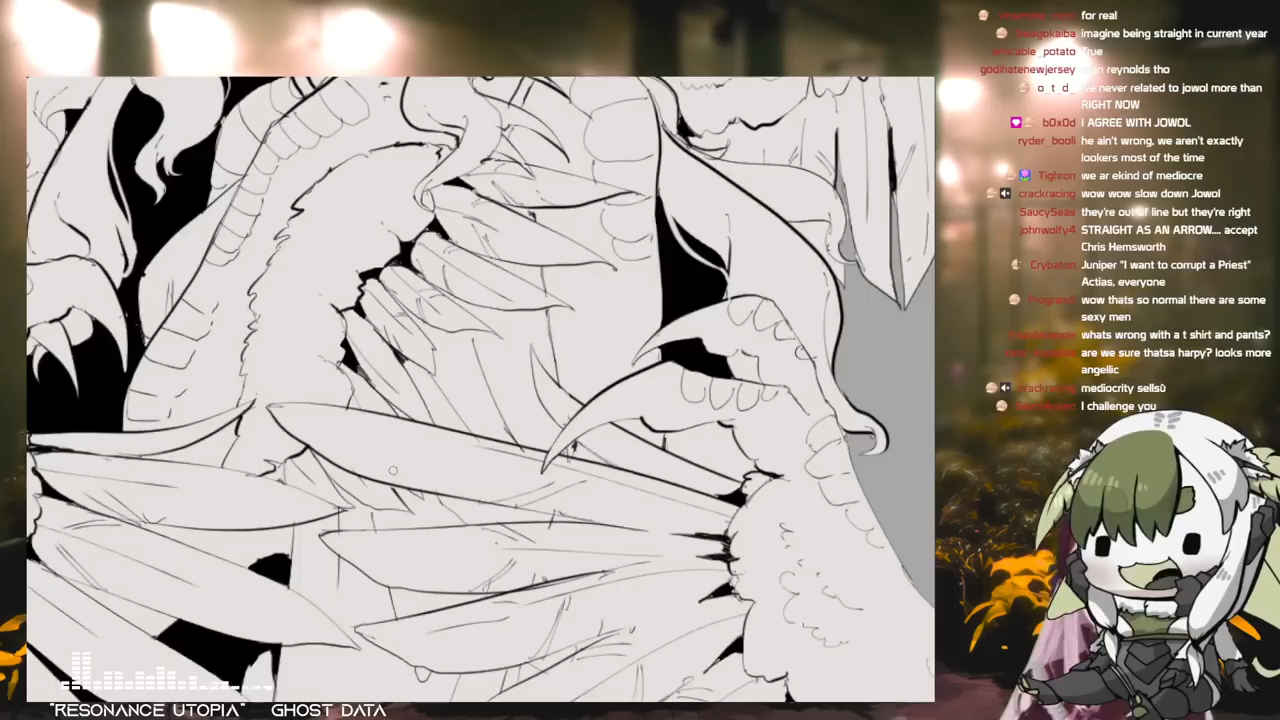 for real
imagine being straight in current year
True
godihatenewjersey reynolds tho
o_t_d_ never related to jowol more than
RIGHT NOW
b0x0d I AGREE WITH JOWOL
ryder_booli he ain't wrong, we aren't exactly
lookers most of the time
Tighron we ar ekind of mediocre
crackracing wow wow slow down Jowol
SaucySeas they're out of line but they're right
johnwolfy4 STRAIGHT AS AN ARROW.... accept
Chris Hemsworth
Crybaton Juniper "I want to corrupt a Priest"
Actias, everyone
wow thats so normal there are some
sexy men
whats wrong with a t shirt and pants?
are we sure thatsa harpy? looks more
angellic
crackracing mediocrity sellsù
I challenge you
"RESONANCE UTOPIA" GHOST DATA